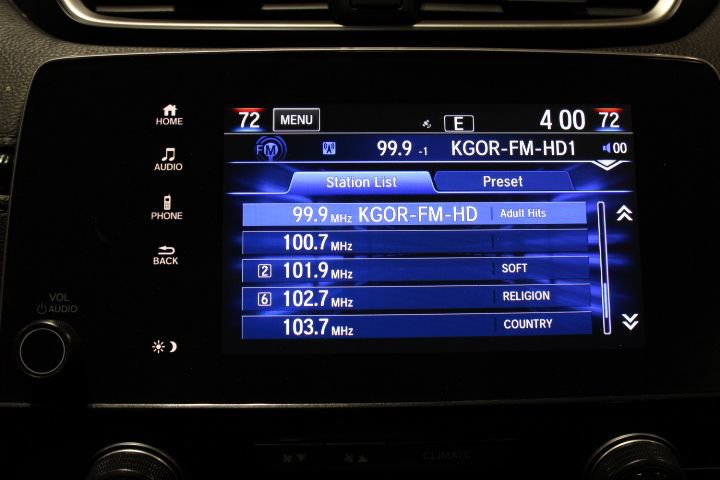 HOME
AUDIO
PHONE
BACK
VOL
AUDIO
72 MENU E 4 00 72
FM 99.9 -1 KGOR-FM-HD1 00
Station List Preset
99.9 MHz KGOR-FM-HD Adult Hits
100.7 MHz
2 101.9 MHz SOFT
6 102.7 MHz RELIGION
103.7 MHz COUNTRY
CLIMATE